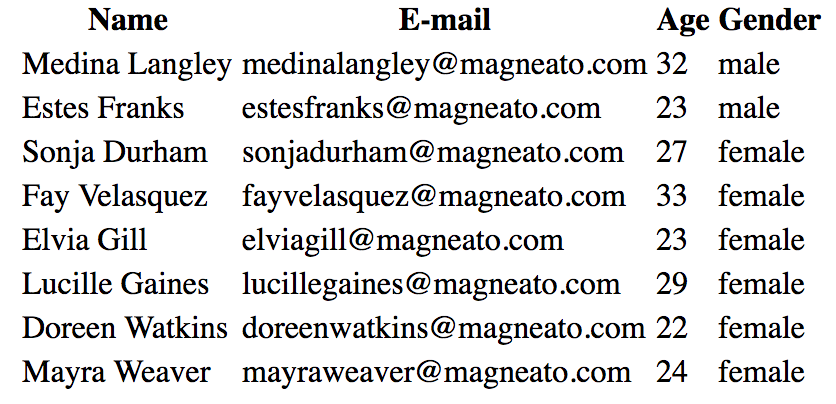 Name E-mail Age Gender
Medina Langley medinalangley@magneato.com 32 male
Estes Franks estesfranks@magneato.com 23 male
Sonja Durham sonjadurham@magneato.com 27 female
Fay Velasquez fayvelasquez@magneato.com 33 female
Elvia Gill elviagill@magneato.com 23 female
Lucille Gaines lucillegaines@magneato.com 29 female
Doreen Watkins doreenwatkins@magneato.com 22 female
Mayra Weaver mayraweaver@magneato.com 24 female